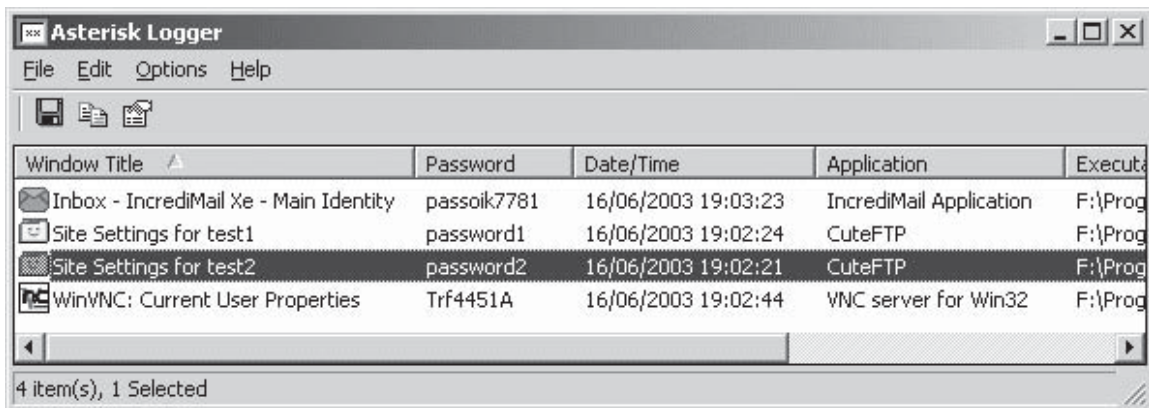 Asterisk Logger
File Edit Options Help
Window Title Password Date/Time Application Executa
Inbox - IncrediMail Xe - Main Identity passoik7781 16/06/2003 19:03:23 IncrediMail Application F:\Prog
Site Settings for test1 password1 16/06/2003 19:02:24 CuteFTP F:\Prog
Site Settings for test2 password2 16/06/2003 19:02:21 CuteFTP F:\Prog
WinVNC: Current User Properties Trf4451A 16/06/2003 19:02:44 VNC server for Win32 F:\Prog
4 item(s), 1 Selected